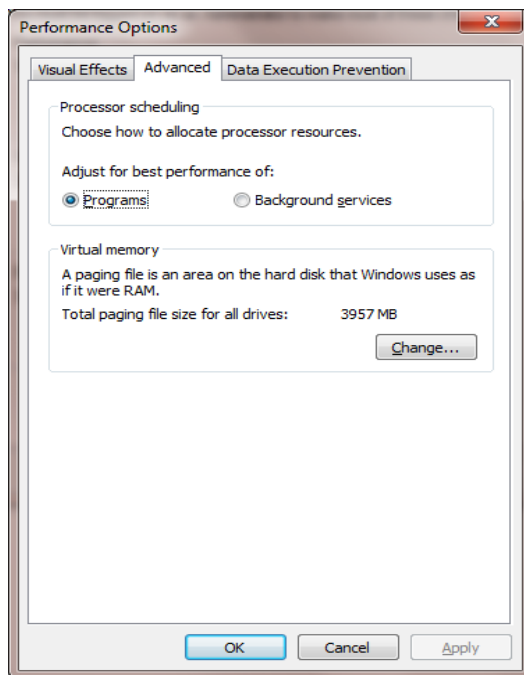 Performance Options
Visual Effects Advanced Data Execution Prevention
Processor scheduling
Choose how to allocate processor resources.
Adjust for best performance of:
Programs Background services
Virtual memory
A paging file is an area on the hard disk that Windows uses as
if it were RAM.
Total paging file size for all drives: 3957 MB
Change...
OK Cancel Apply